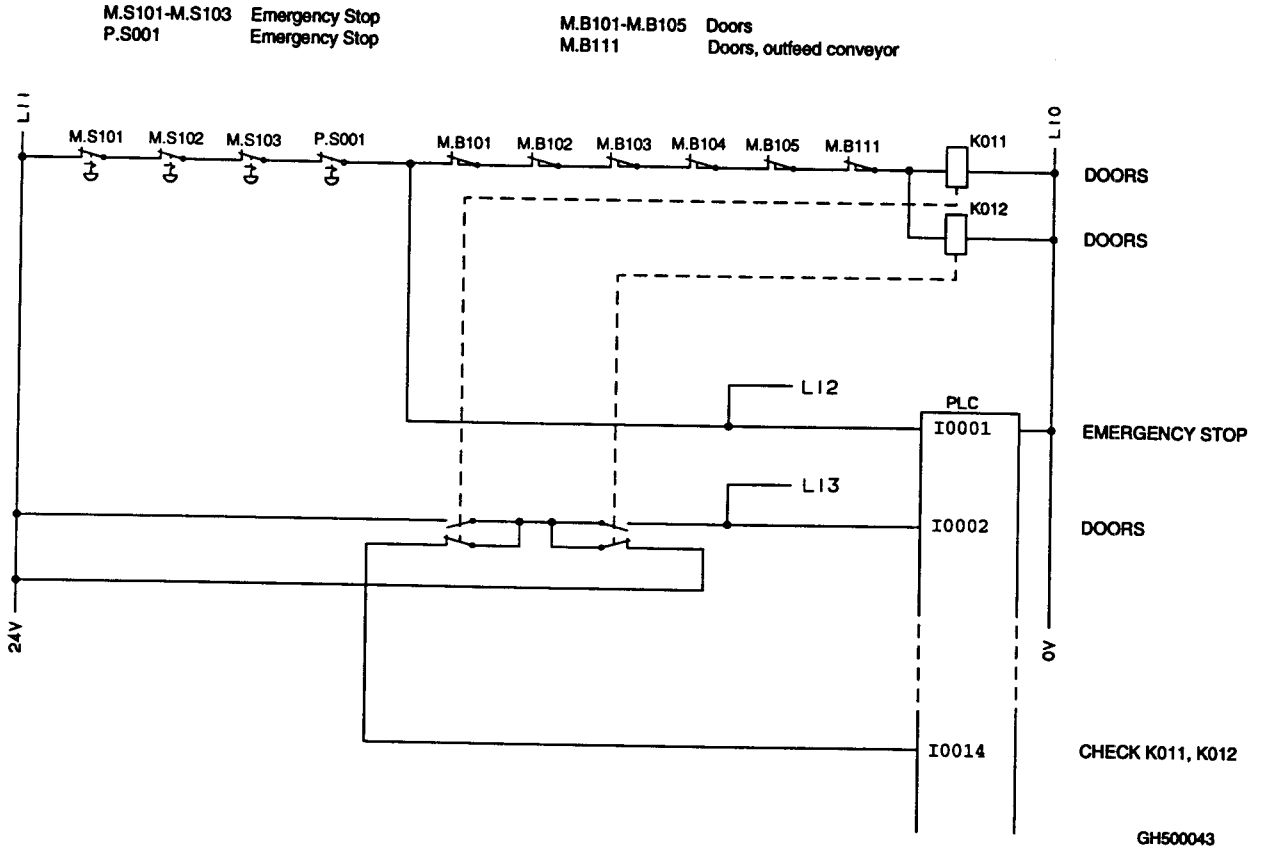 M.S101-M.S103 Emergency Stop
P.S001 Emergency Stop
M.B101-M.B105 Doors
M.B111 Doors, outfeed conveyor
L11
L10
M.S101 M.S102 M.S103 P.S001 M.B101 M.B102 M.B103 M.B104 M.B105 M.B111 K011
DOORS
K012
DOORS
L12
PLC
I0001 EMERGENCY STOP
L13
I0002 DOORS
24V
0V
I0014 CHECK K011, K012
GH500043